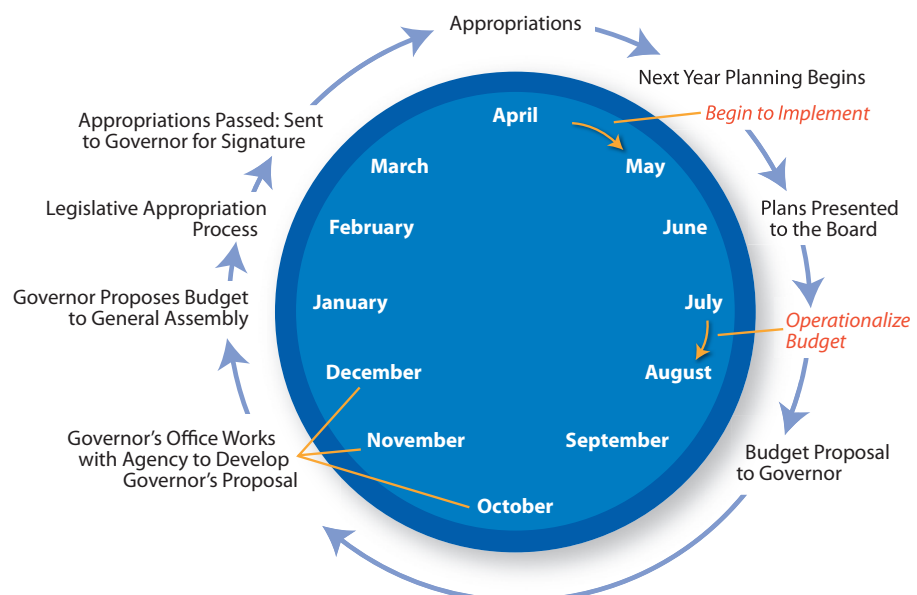 Appropriations
Next Year Planning Begins
Begin to Implement
Plans Presented
to the Board
Operationalize
Budget
Budget Proposal
to Governor
Governor’s Office Works
with Agency to Develop
Governor’s Proposal
Governor Proposes Budget
to General Assembly
Legislative Appropriation
Process
Appropriations Passed: Sent
to Governor for Signature
April
May
June
July
August
September
October
November
December
January
February
March